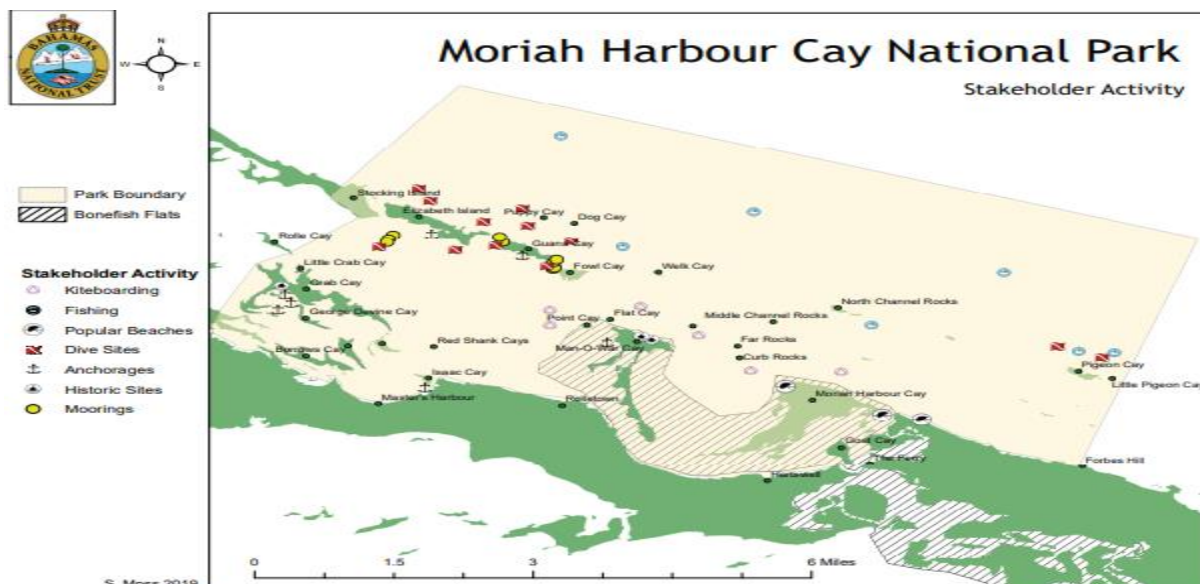 BAHAMAS
NATIONAL TRUST
N
W E
S
Moriah Harbour Cay National Park
Stakeholder Activity
Park Boundary
Bonefish Flats
Stakeholder Activity
Kiteboarding
Fishing
Popular Beaches
Dive Sites
Anchorages
Historic Sites
Moorings
Stocking Island
Elizabeth Island
Puppy Cay
Dog Cay
Rolle Cay
Guana Cay
Little Crab Cay
Fowl Cay
Welk Cay
Crab Cay
George Devine Cay
North Channel Rocks
Point Cay
Flat Cay
Middle Channel Rocks
Red Shank Cays
Man-O-War Cay
Far Rocks
Curb Rocks
Isaac Cay
Pigeon Cay
Little Pigeon Cay
Master's Harbour
Rolletown
Moriah Harbour Cay
Goat Cay
The Ferry
Forbes Hill
Hartswell
0 1.5 3 6 Miles
S. Moss 2019